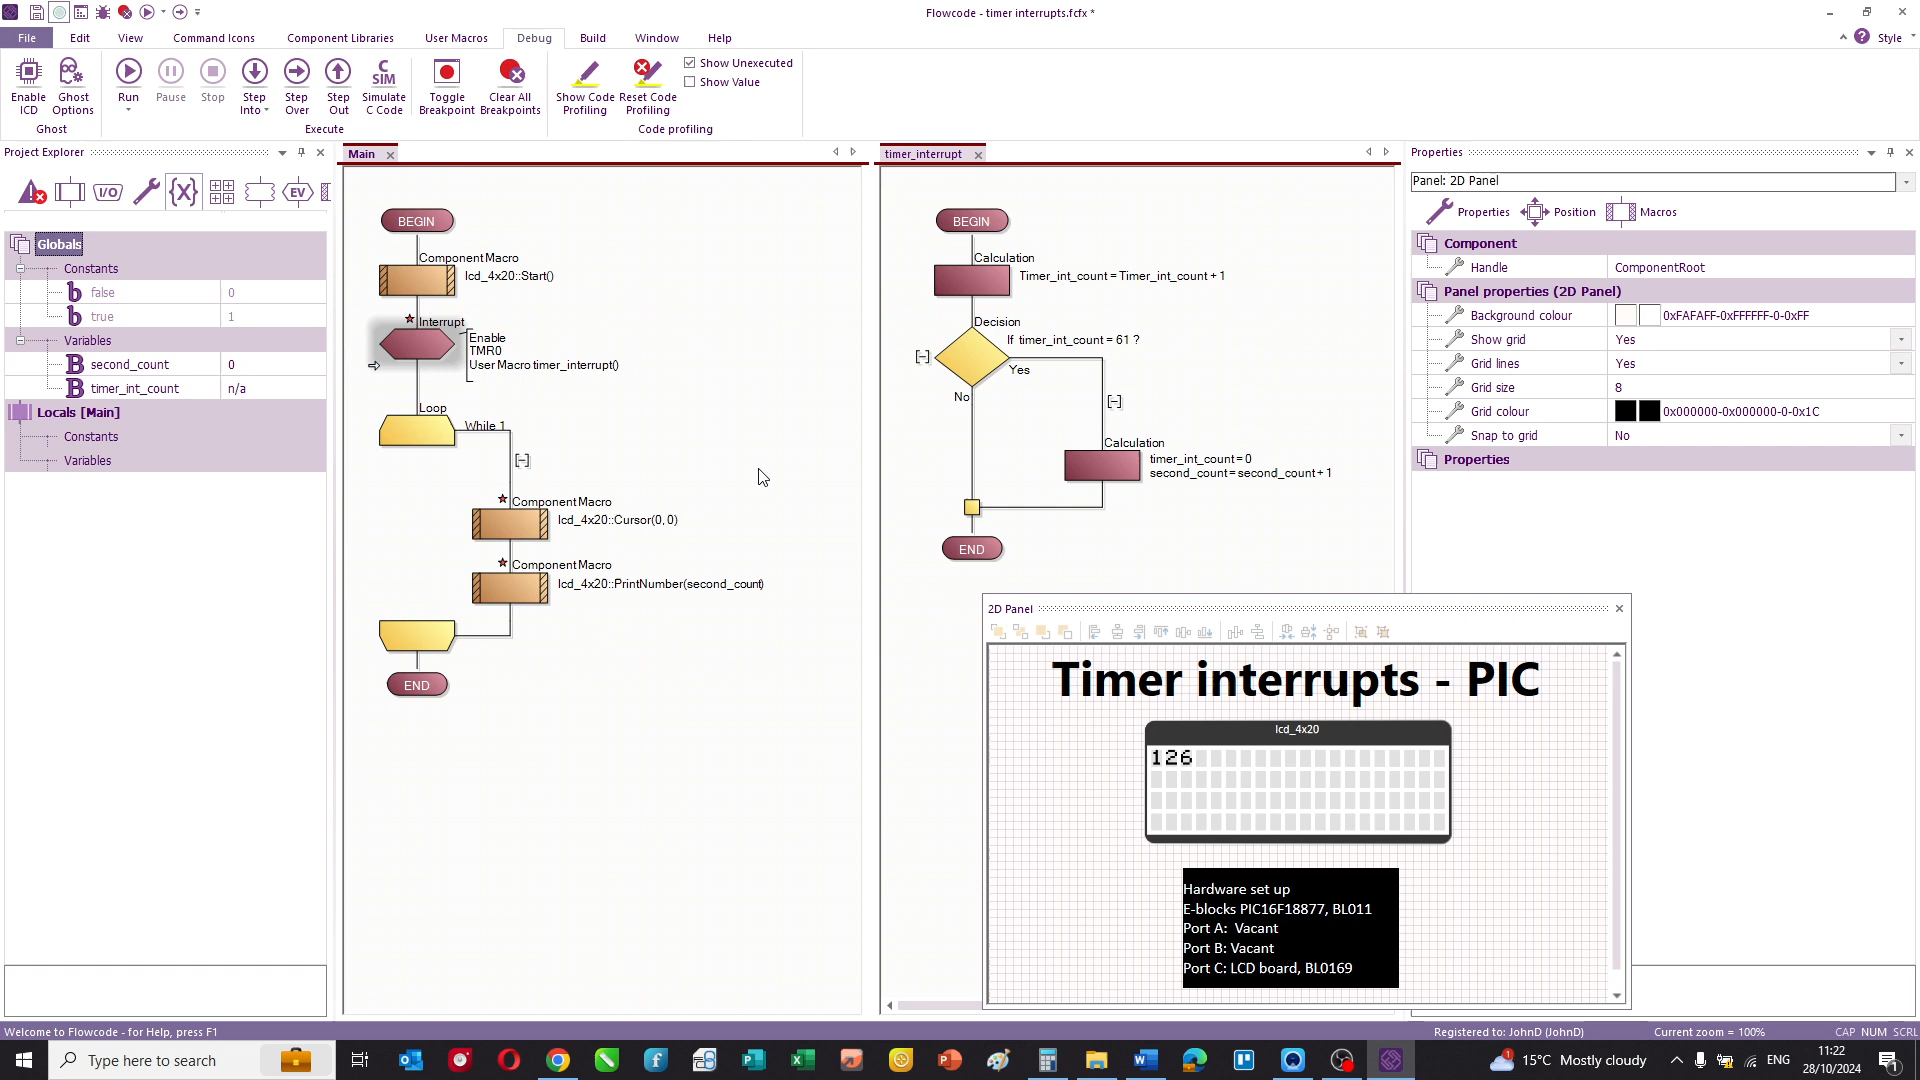 Flowcode - timer interrupts.fcfx *
File Edit View Command Icons Component Libraries User Macros Debug Build Window Help
Style
Enable ICD
Ghost Options
Ghost
Run
Pause
Stop
Step Into
Step Over
Step Out
Simulate C Code
Execute
Toggle Breakpoint
Clear All Breakpoints
Show Code Profiling
Reset Code Profiling
Show Unexecuted
Show Value
Code profiling
Project Explorer
I/O
{X}
EV
Globals
Constants
false 0
true 1
Variables
second_count 0
timer_int_count n/a
Locals [Main]
Constants
Variables
Main
BEGIN
Component Macro
lcd_4x20::Start()
Interrupt
Enable
TMR0
User Macro timer_interrupt()
Loop
While 1
Component Macro
lcd_4x20::Cursor(0, 0)
Component Macro
lcd_4x20::PrintNumber(second_count)
END
timer_interrupt
BEGIN
Calculation
Timer_int_count = Timer_int_count + 1
Decision
If timer_int_count = 61 ?
Yes
No
Calculation
timer_int_count = 0
second_count = second_count + 1
END
Properties
Panel: 2D Panel
Properties Position Macros
Component
Handle ComponentRoot
Panel properties (2D Panel)
Background colour 0xFAFAFF-0xFFFFFF-0-0xFF
Show grid Yes
Grid lines Yes
Grid size 8
Grid colour 0x000000-0x000000-0-0x1C
Snap to grid No
Properties
2D Panel
Timer interrupts - PIC
lcd_4x20
126
Hardware set up
E-blocks PIC16F18877, BL011
Port A: Vacant
Port B: Vacant
Port C: LCD board, BL0169
Welcome to Flowcode - for Help, press F1
Registered to: JohnD (JohnD)
Current zoom = 100%
CAP NUM SCRL
Type here to search
15°C Mostly cloudy
ENG
11:22
28/10/2024